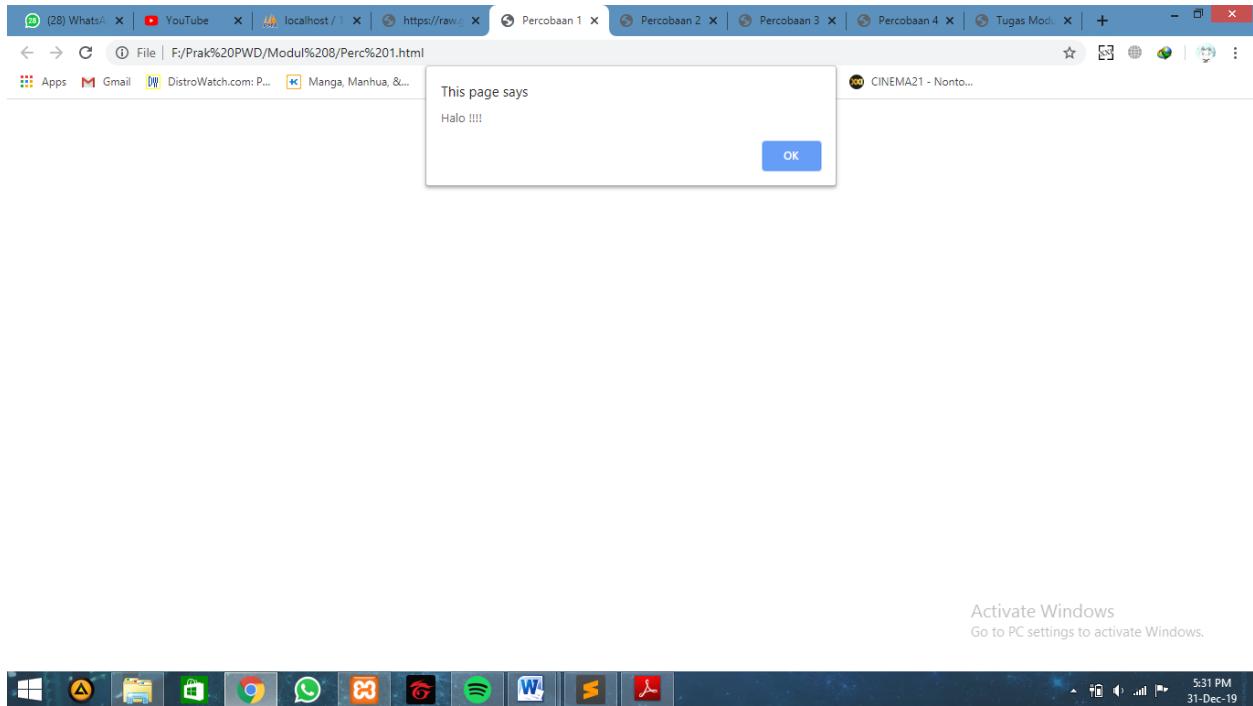 (28) WhatsA YouTube localhost / 1 https://raw.g Percobaan 1 Percobaan 2 Percobaan 3 Percobaan 4 Tugas Modu
File F:/Prak%20PWD/Modul%208/Perc%201.html
Apps Gmail DistroWatch.com: P... Manga, Manhua, &... CINEMA21 - Nonto...
This page says
Halo !!!!
OK
Activate Windows
Go to PC settings to activate Windows.
5:31 PM
31-Dec-19